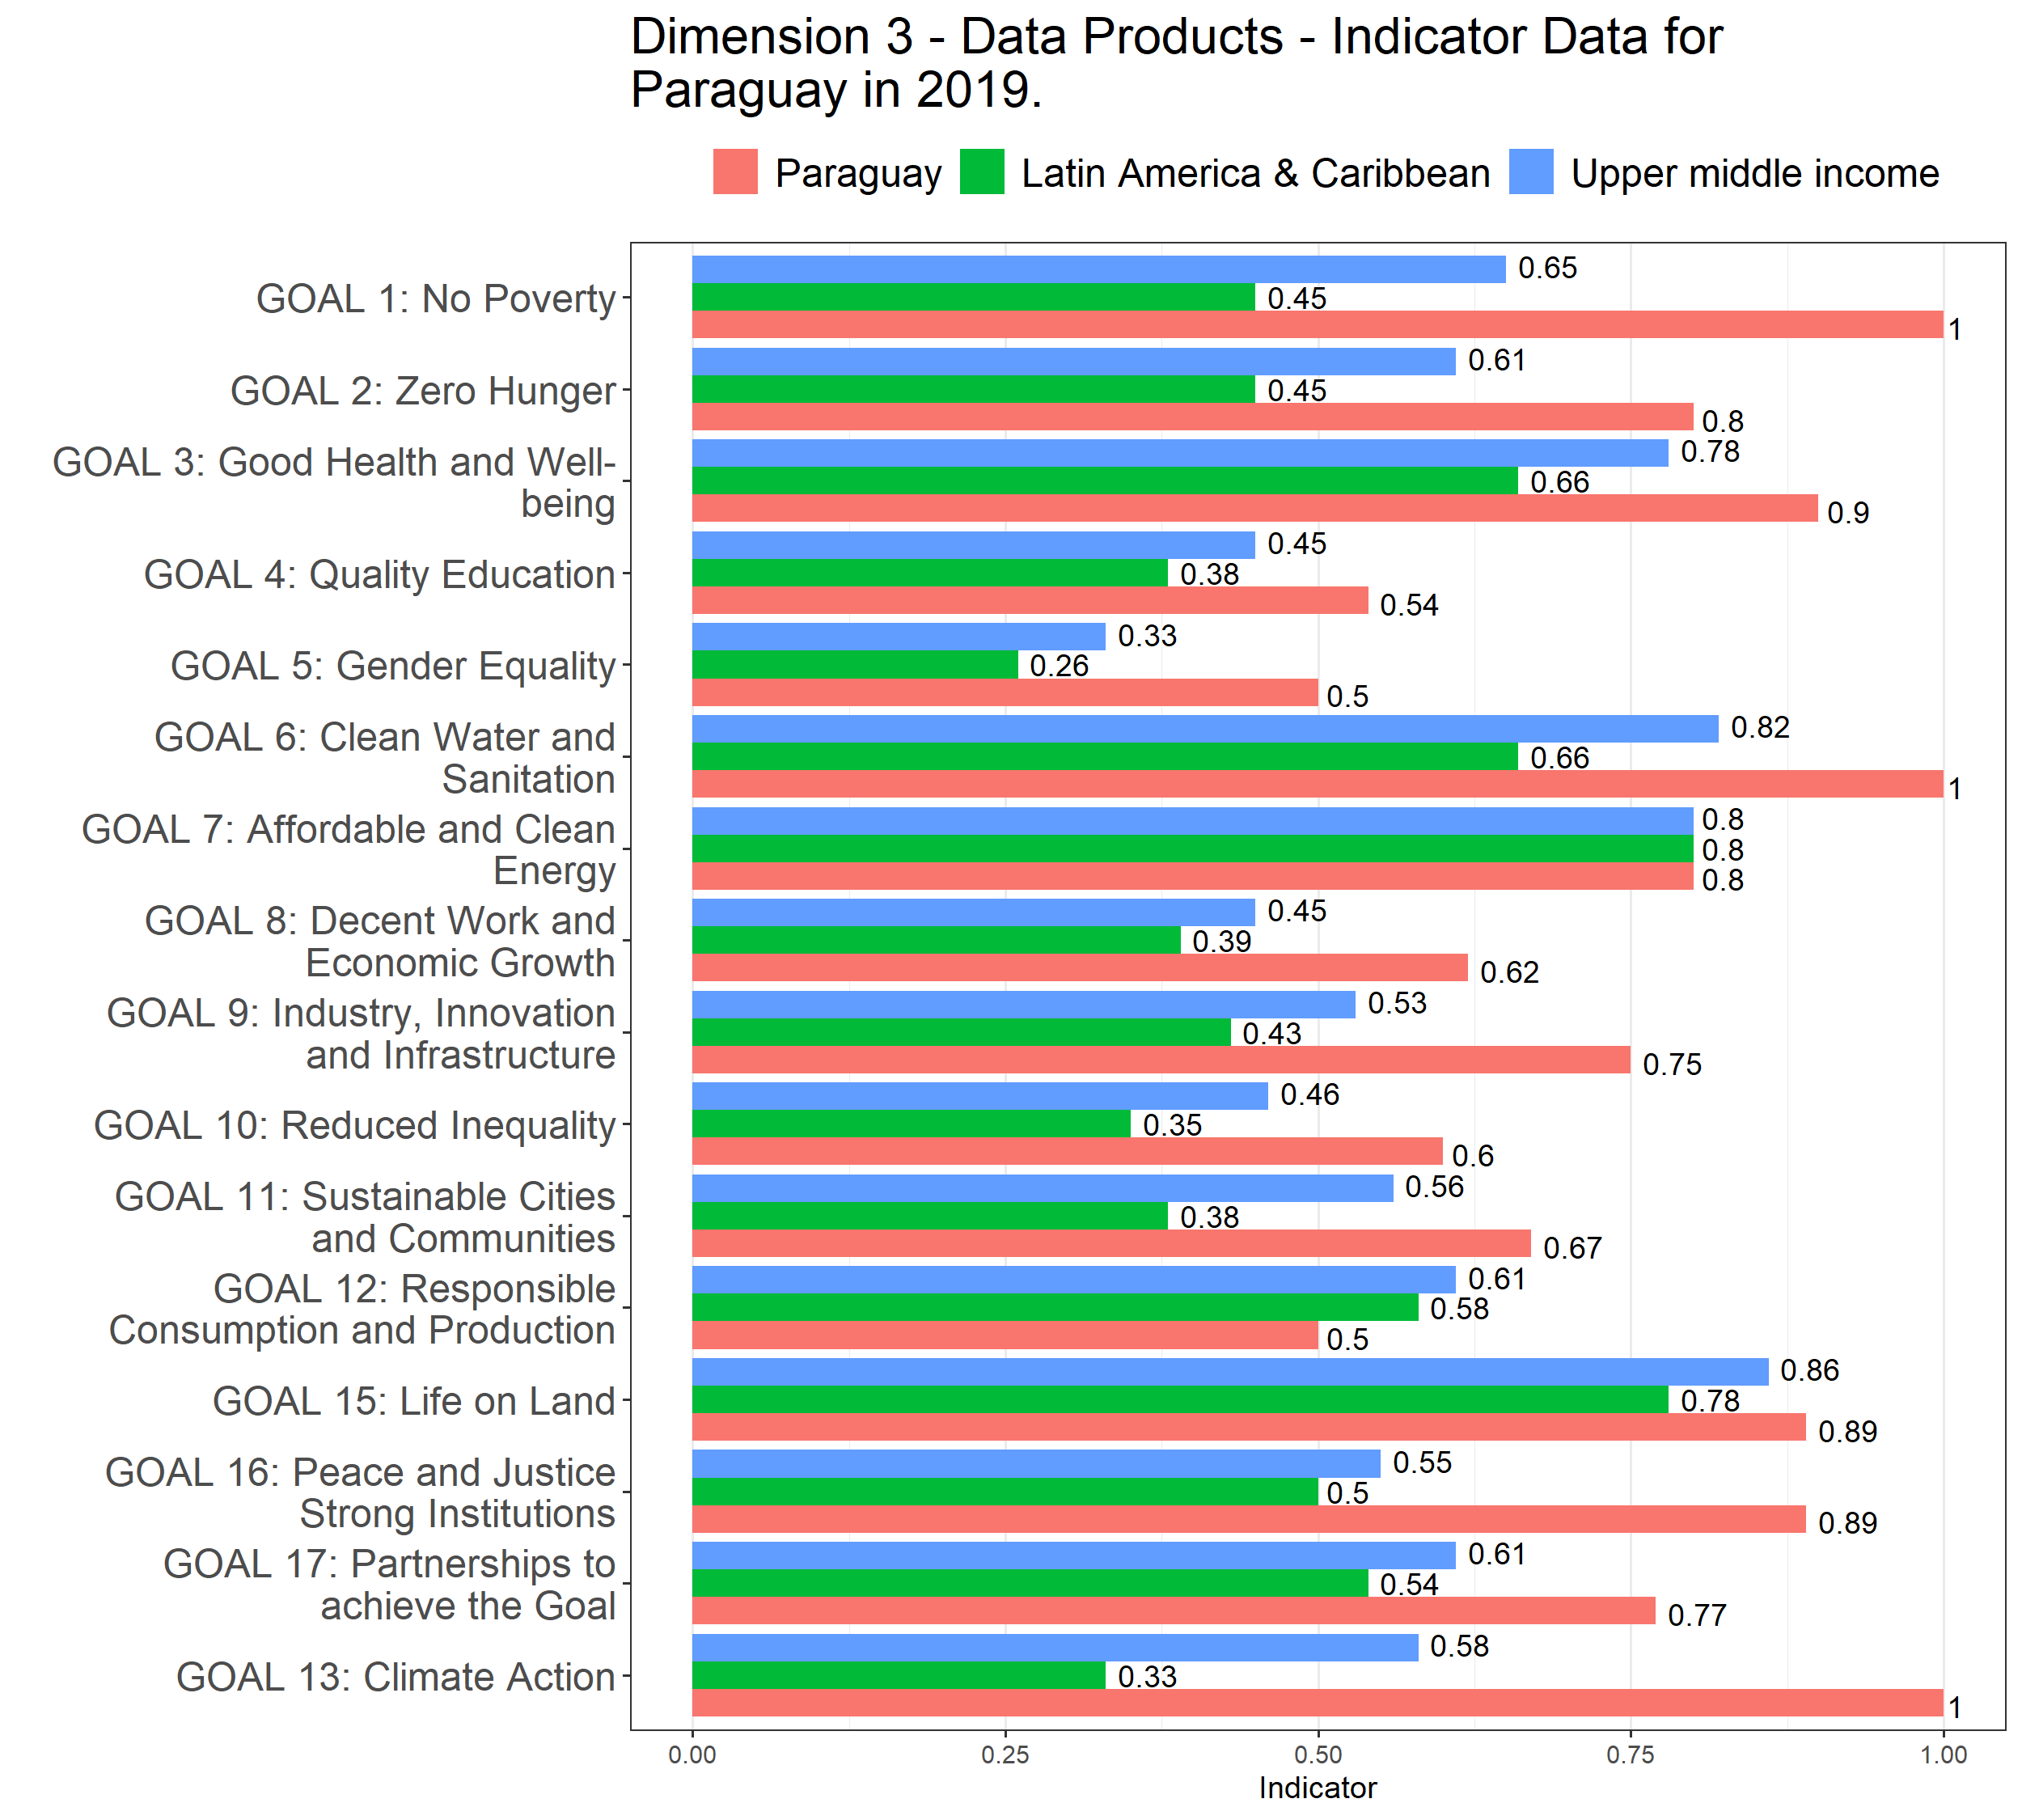 Dimension 3 - Data Products - Indicator Data for
Paraguay in 2019.
Paraguay Latin America & Caribbean Upper middle income
GOAL 1: No Poverty
0.65
0.45
1
GOAL 2: Zero Hunger
0.61
0.45
0.8
GOAL 3: Good Health and Well-
being
0.78
0.66
0.9
GOAL 4: Quality Education
0.45
0.38
0.54
GOAL 5: Gender Equality
0.33
0.26
0.5
GOAL 6: Clean Water and
Sanitation
0.82
0.66
1
GOAL 7: Affordable and Clean
Energy
0.8
0.8
0.8
GOAL 8: Decent Work and
Economic Growth
0.45
0.39
0.62
GOAL 9: Industry, Innovation
and Infrastructure
0.53
0.43
0.75
GOAL 10: Reduced Inequality
0.46
0.35
0.6
GOAL 11: Sustainable Cities
and Communities
0.56
0.38
0.67
GOAL 12: Responsible
Consumption and Production
0.61
0.58
0.5
GOAL 15: Life on Land
0.86
0.78
0.89
GOAL 16: Peace and Justice
Strong Institutions
0.55
0.5
0.89
GOAL 17: Partnerships to
achieve the Goal
0.61
0.54
0.77
GOAL 13: Climate Action
0.58
0.33
1
0.00 0.25 0.50 0.75 1.00
Indicator